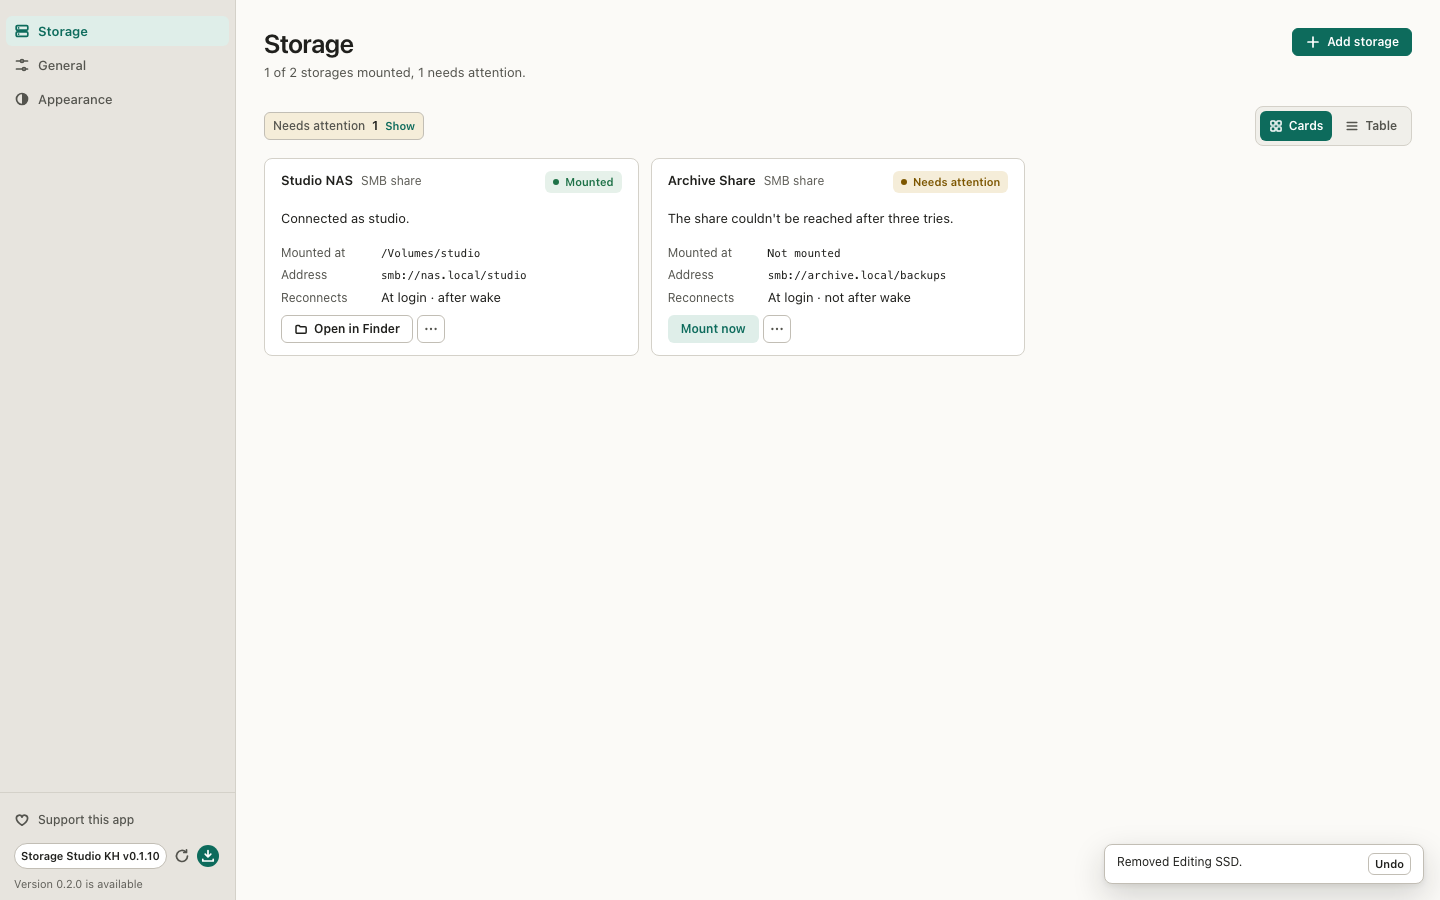 Storage
General
Appearance
Support this app
Storage Studio KH v0.1.10
Version 0.2.0 is available
Storage
1 of 2 storages mounted, 1 needs attention.
Add storage
Needs attention 1 Show
Cards
Table
Studio NAS SMB share
Mounted
Connected as studio.
Mounted at /Volumes/studio
Address smb://nas.local/studio
Reconnects At login · after wake
Open in Finder
Archive Share SMB share
Needs attention
The share couldn't be reached after three tries.
Mounted at Not mounted
Address smb://archive.local/backups
Reconnects At login · not after wake
Mount now
Removed Editing SSD.
Undo